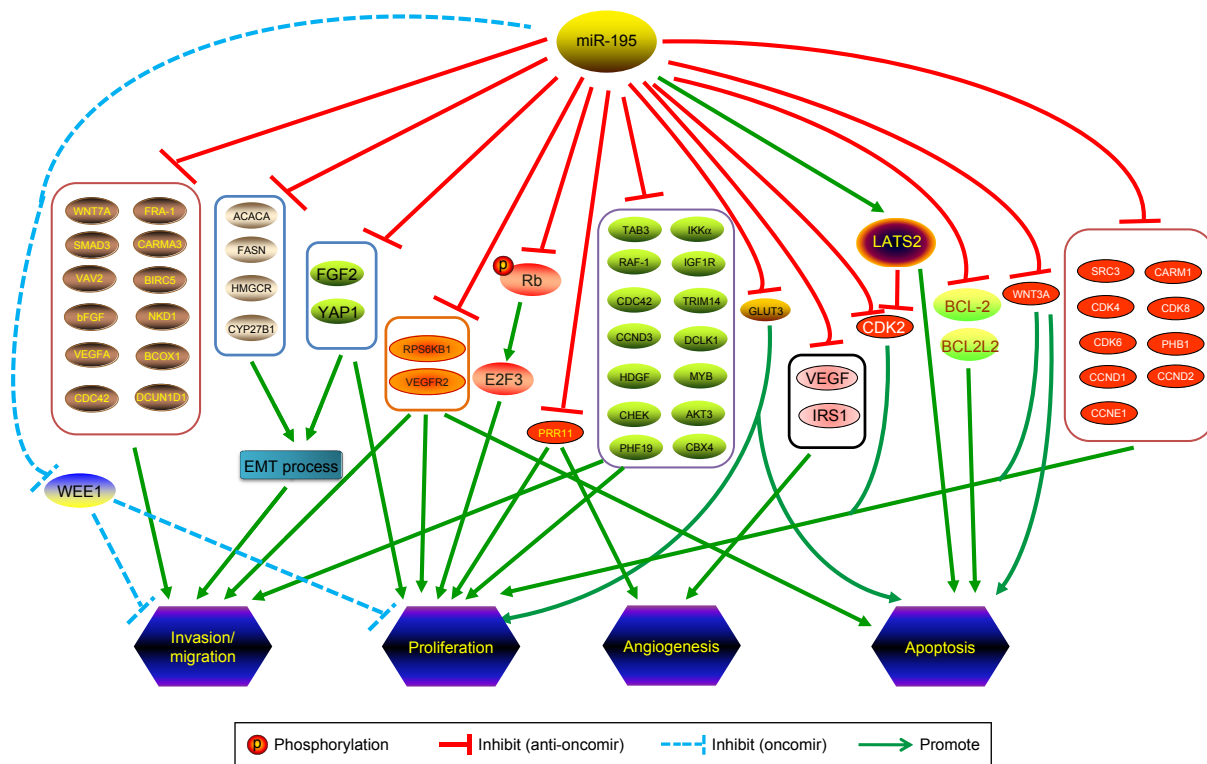 miR-195
WNT7A
FRA-1
SMAD3
CARMA3
VAV2
BIRC5
bFGF
NKD1
VEGFA
BCOX1
CDC42
DCUN1D1
ACACA
FASN
HMGCR
CYP27B1
FGF2
YAP1
EMT process
WEE1
RPS6KB1
VEGFR2
p
Rb
E2F3
PRR11
TAB3
IKKα
RAF-1
IGF1R
CDC42
TRIM14
CCND3
DCLK1
HDGF
MYB
CHEK
AKT3
PHF19
CBX4
GLUT3
VEGF
IRS1
LATS2
CDK2
BCL-2
BCL2L2
WNT3A
SRC3
CARM1
CDK4
CDK8
CDK6
PHB1
CCND1
CCND2
CCNE1
Invasion/
migration
Proliferation
Angiogenesis
Apoptosis
p Phosphorylation
Inhibit (anti-oncomir)
Inhibit (oncomir)
Promote